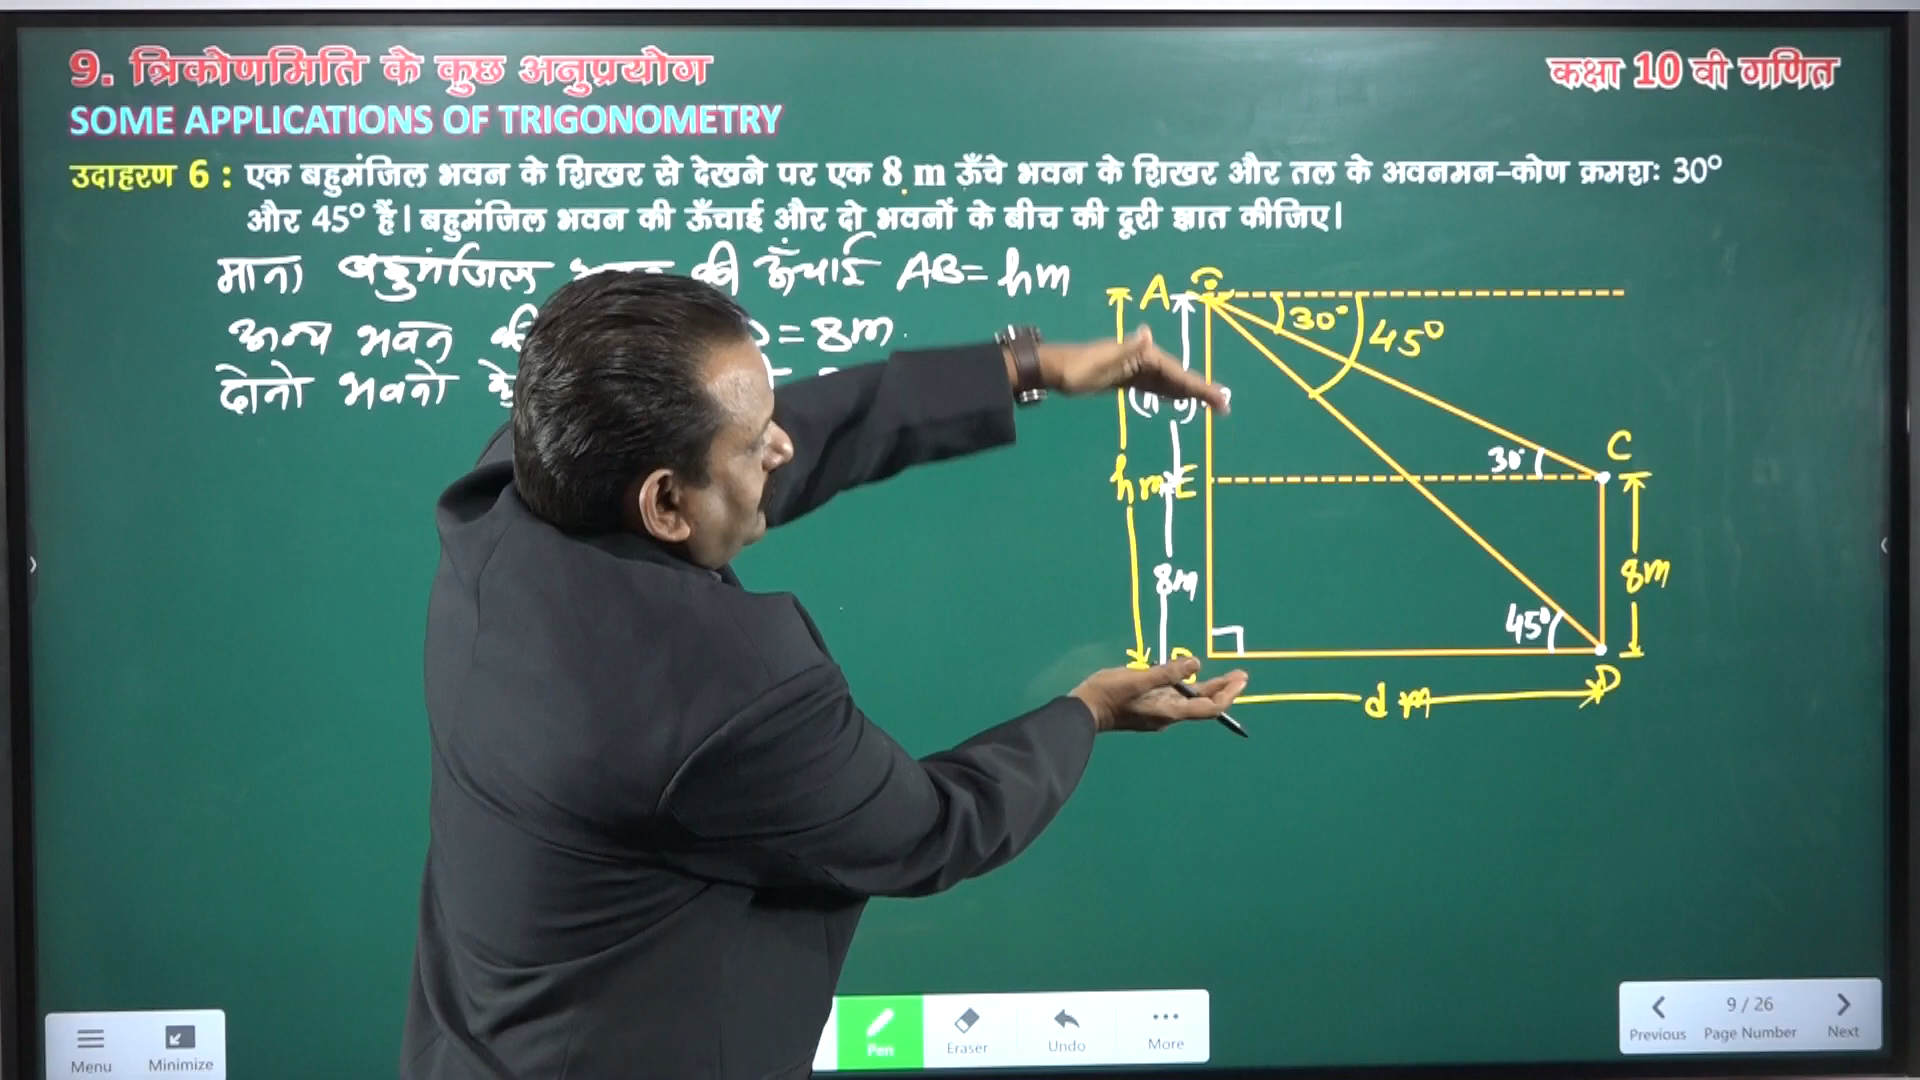 9. त्रिकोणमिति के कुछ अनुप्रयोग
कक्षा 10 वी गणित
SOME APPLICATIONS OF TRIGONOMETRY
उदाहरण 6 : एक बहुमंजिल भवन के शिखर से देखने पर एक 8 m ऊँचे भवन के शिखर और तल के अवनमन-कोण क्रमशः 30°
और 45° हैं। बहुमंजिल भवन की ऊँचाई और दो भवनों के बीच की दूरी ज्ञात कीजिए।
माना बहुमंजिल भवन की ऊँचाई AB = hm
अन्य भवन की = 8m
दोनो भवनो के
A
30°
45°
C
30°
hm
E
8m
8m
45°
D
d m
Menu
Minimize
Pen
Eraser
Undo
More
9 / 26
Previous
Page Number
Next